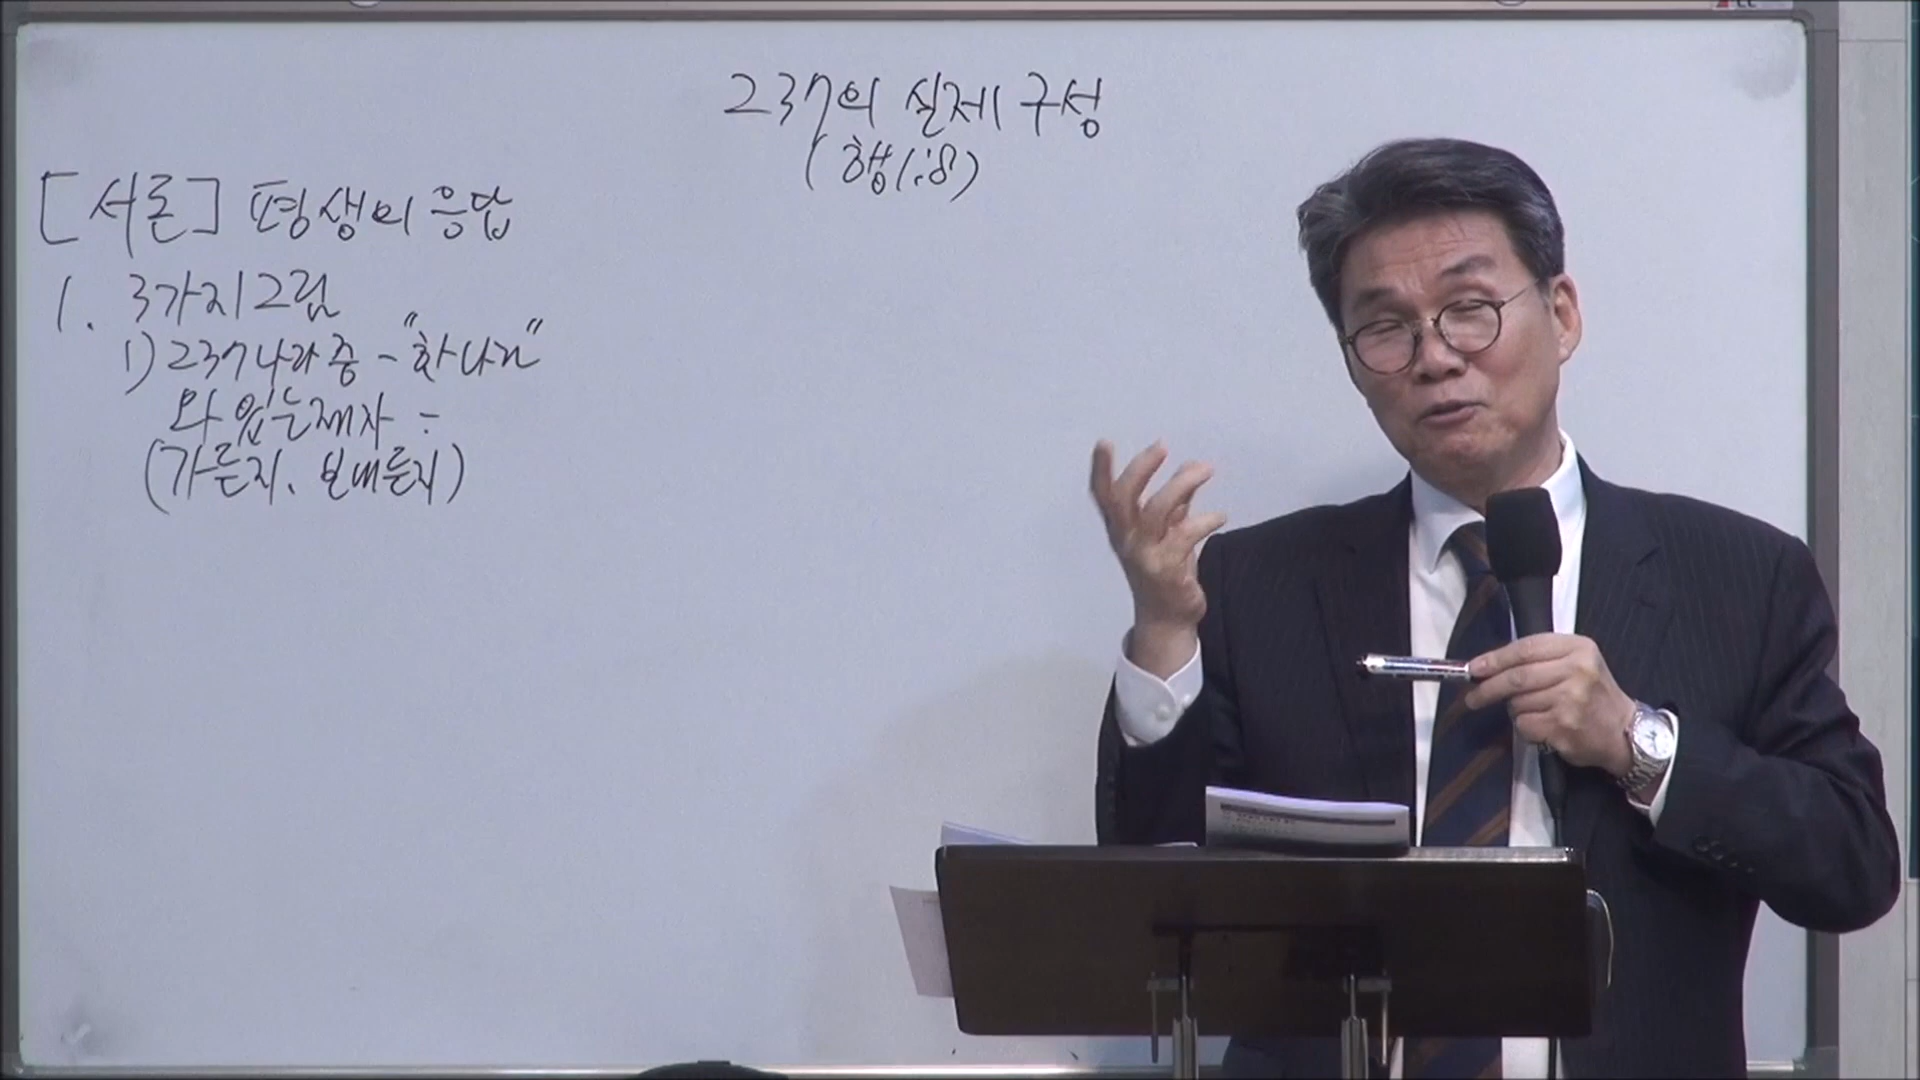 237의 실제 구성
(행1:8)
[서론] 평생의 응답
1. 3가지 그림
1) 237나라 중 - "하나라"
와 있는 제자 -
(가든지, 보내든지)